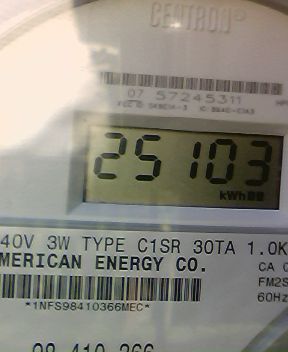 CENTRON®
07 57245311
25103
kWh
40V 3W TYPE C1SR 30TA 1.0K
MERICAN ENERGY CO.
CA
FM2S
60Hz
*1NFS98410366MEC*
98 410 366